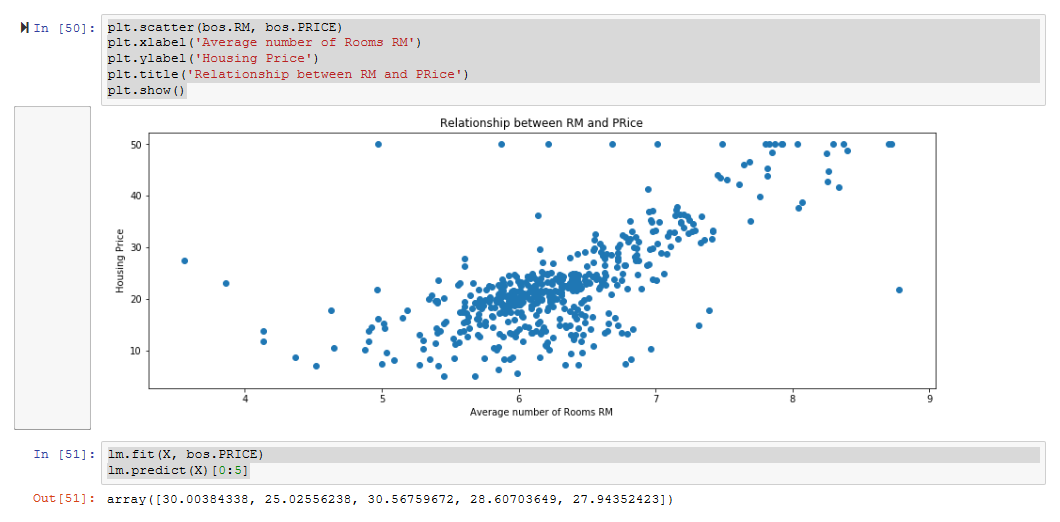 In [50]: plt.scatter(bos.RM, bos.PRICE)
plt.xlabel('Average number of Rooms RM')
plt.ylabel('Housing Price')
plt.title('Relationship between RM and PRice')
plt.show()
Relationship between RM and PRice
50
40
30
20
10
Housing Price
4 5 6 7 8 9
Average number of Rooms RM
In [51]: lm.fit(X, bos.PRICE)
lm.predict(X)[0:5]
Out[51]: array([30.00384338, 25.02556238, 30.56759672, 28.60703649, 27.94352423])